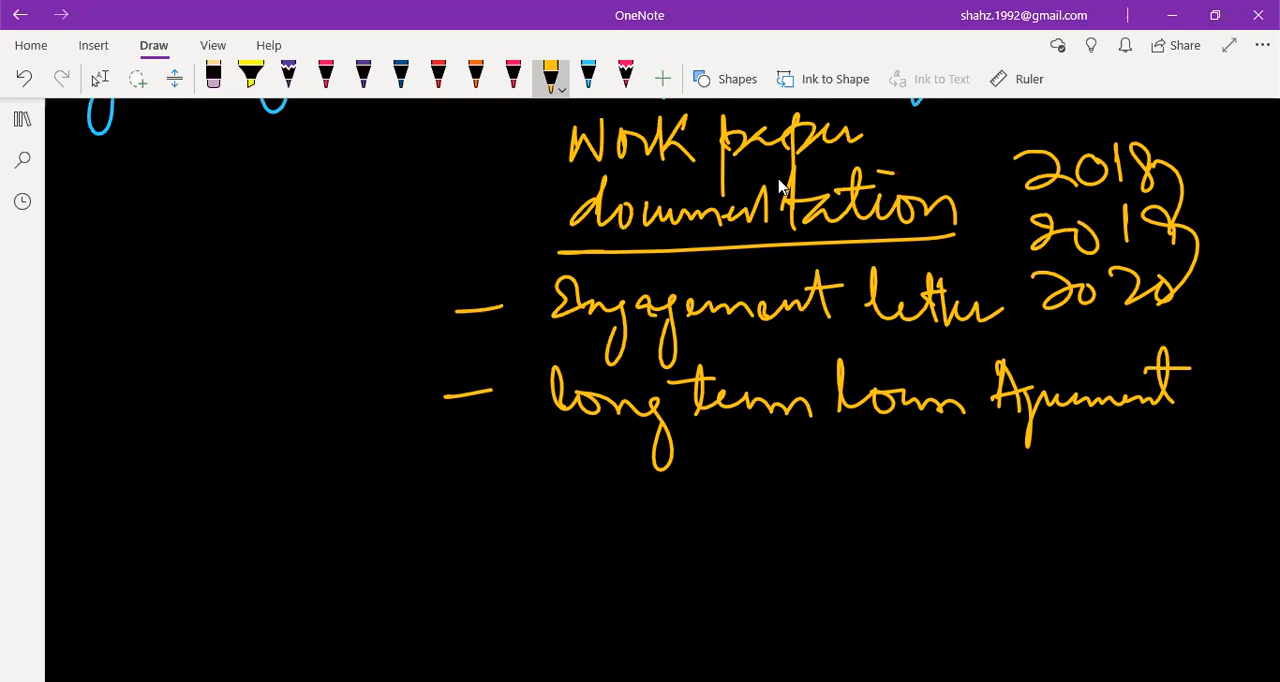 OneNote
shahz.1992@gmail.com
Home Insert Draw View Help
Share
Shapes Ink to Shape Ink to Text Ruler
Work paper
documentation
2018
2019
2020
- Engagement letter
- Long term loan Agreement